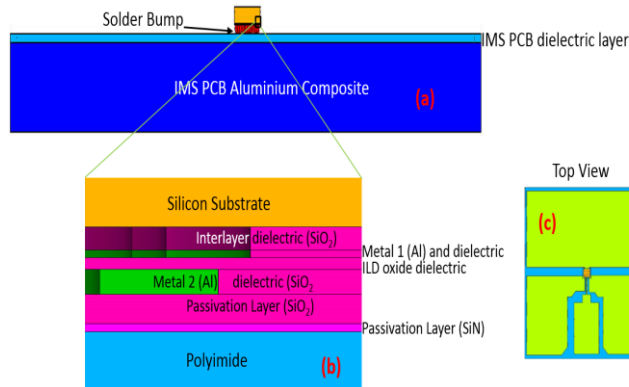 Solder Bump
IMS PCB dielectric layer
IMS PCB Aluminium Composite
(a)
Silicon Substrate
Interlayer dielectric (SiO₂)
Metal 1 (Al) and dielectric
ILD oxide dielectric
Metal 2 (Al) dielectric (SiO₂
Passivation Layer (SiO₂)
Passivation Layer (SiN)
Polyimide
(b)
Top View
(c)